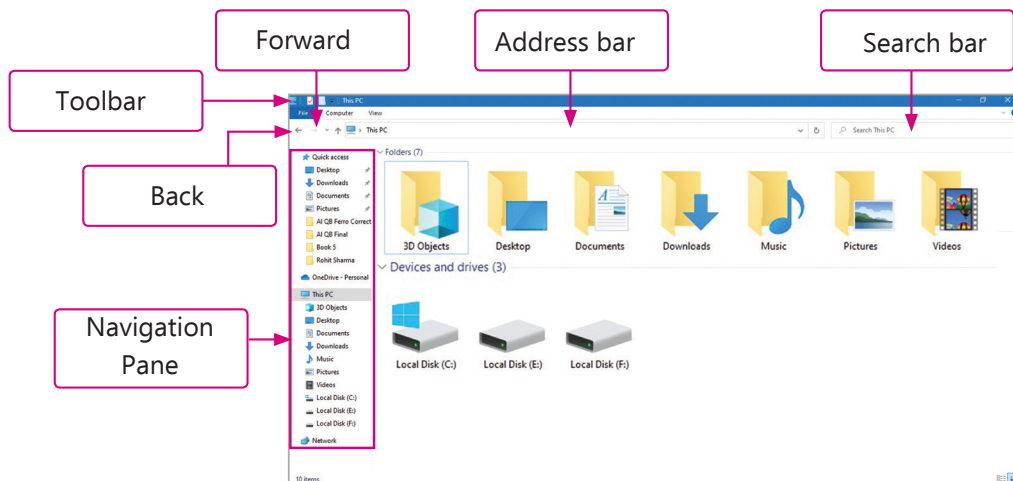 Forward
Address bar
Search bar
Toolbar
Back
Navigation
Pane
This PC
File
Computer
View
This PC
Search This PC
Quick access
Desktop
Downloads
Documents
Pictures
AI QB Ferro Correct
AI QB Final
Book 5
Rohit Sharma
OneDrive - Personal
This PC
3D Objects
Desktop
Documents
Downloads
Music
Pictures
Videos
Local Disk (C:)
Local Disk (E:)
Local Disk (F:)
Network
Folders (7)
3D Objects
Desktop
Documents
Downloads
Music
Pictures
Videos
Devices and drives (3)
Local Disk (C:)
Local Disk (E:)
Local Disk (F:)
10 items